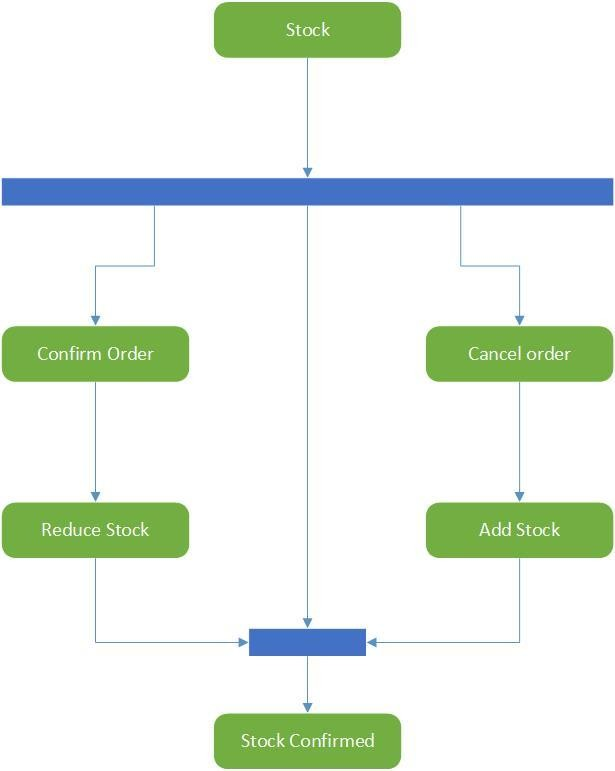 Stock
Confirm Order
Cancel order
Reduce Stock
Add Stock
Stock Confirmed